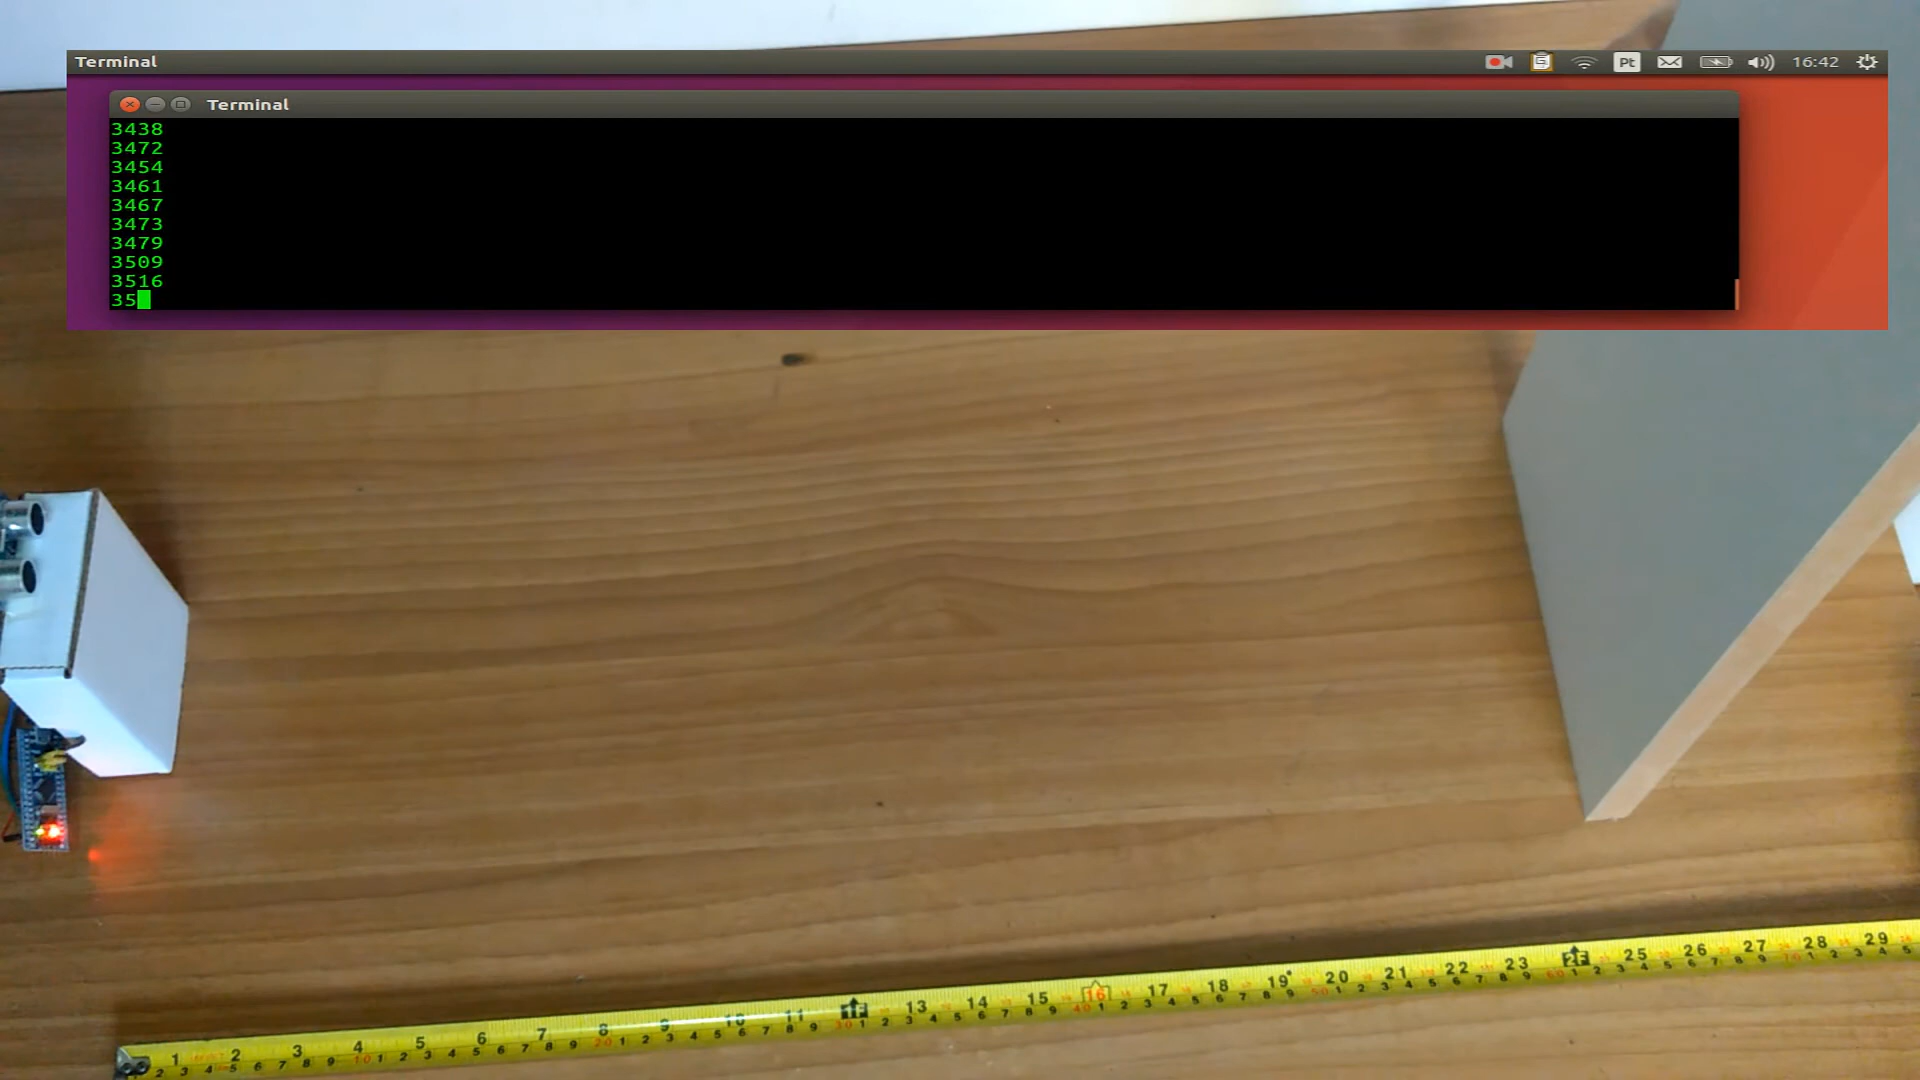 Terminal
Pt
16:42
Terminal
3438
3472
3454
3461
3467
3473
3479
3509
3516
35
1 2 3 4 5 6 7 8 9 10 11 1F 13 14 15 16 17 18 19 20 21 22 23 2F 25 26 27 28 29